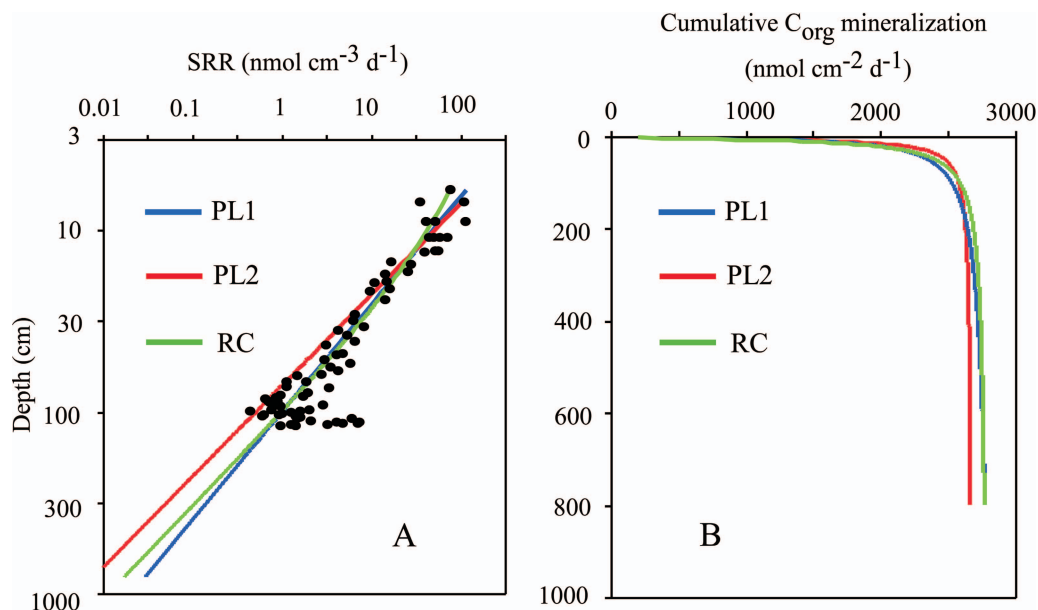 SRR (nmol cm⁻³ d⁻¹)
0.01 0.1 1 10 100
3
10
30
100
300
1000
Depth (cm)
PL1
PL2
RC
A
Cumulative C_org mineralization
(nmol cm⁻² d⁻¹)
0 1000 2000 3000
0
200
400
600
800
1000
PL1
PL2
RC
B